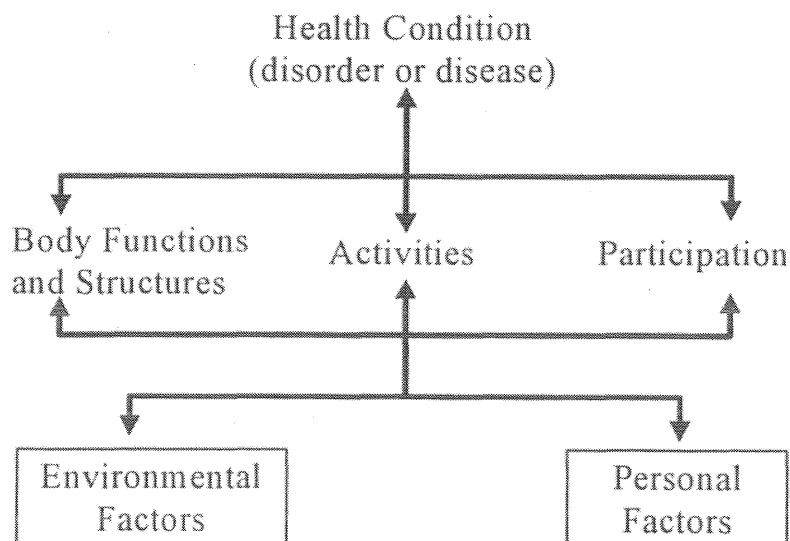 Health Condition
(disorder or disease)
Body Functions
and Structures
Activities
Participation
Environmental
Factors
Personal
Factors